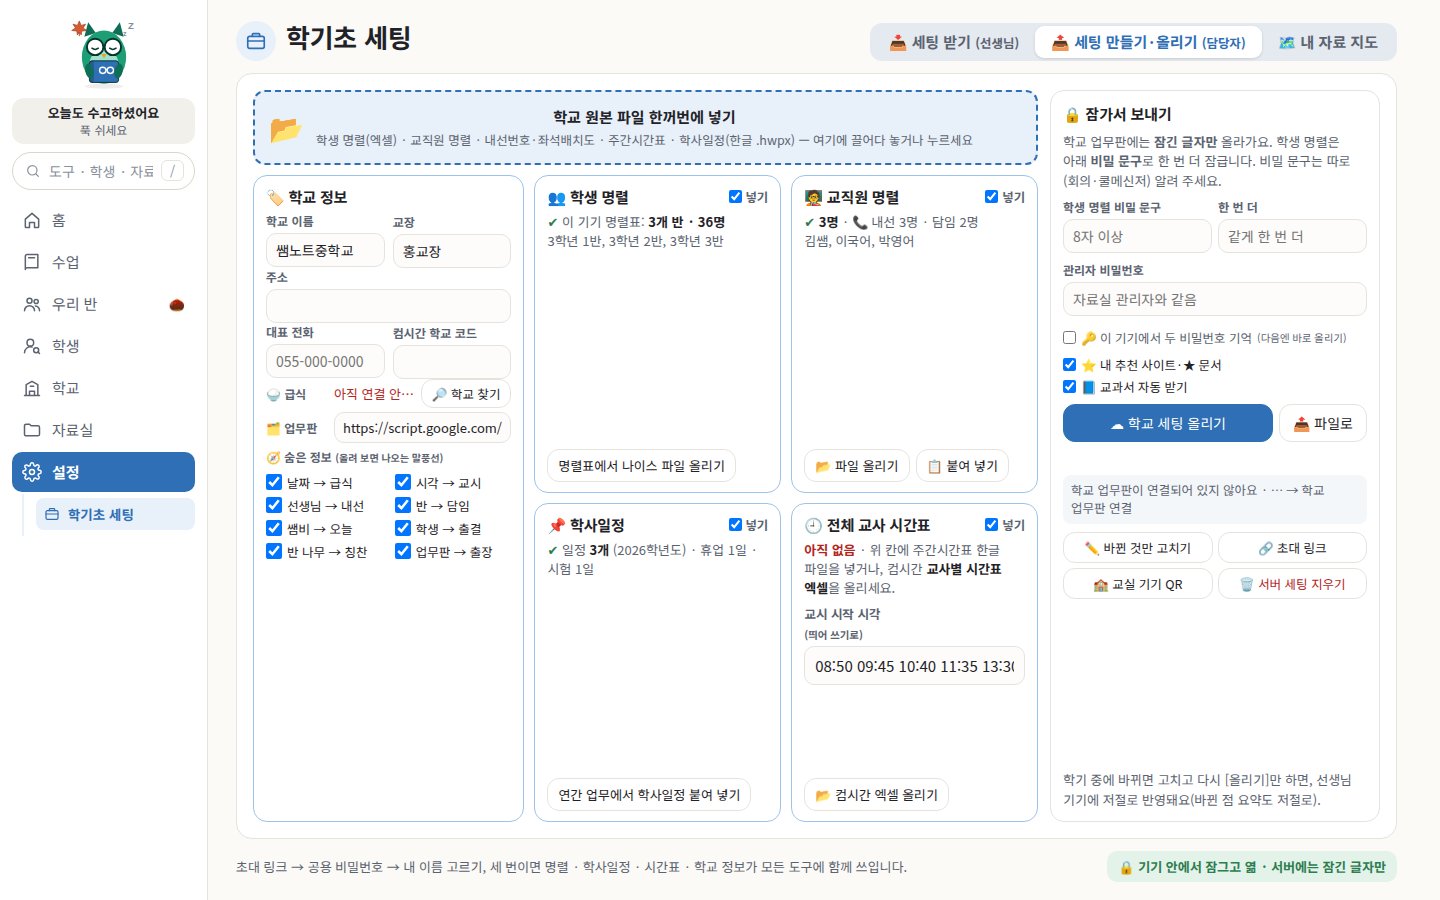 z
z
오늘도 수고하셨어요
푹 쉬세요
도구 · 학생 · 자료 /
홈
수업
우리 반
학생
학교
자료실
설정
학기초 세팅
학기초 세팅
세팅 받기 (선생님)
세팅 만들기·올리기 (담당자)
내 자료 지도
학교 원본 파일 한꺼번에 넣기
학생 명렬(엑셀) · 교직원 명렬 · 내선번호·좌석배치도 · 주간시간표 · 학사일정(한글 .hwpx) — 여기에 끌어다 놓거나 누르세요
학교 정보
학교 이름 교장
쌤노트중학교 홍교장
주소
대표 전화 컴시간 학교 코드
055-000-0000
급식 아직 연결 안… 학교 찾기
업무판 https://script.google.com/
숨은 정보 (올려 보면 나오는 말풍선)
날짜 → 급식 시각 → 교시
선생님 → 내선 반 → 담임
쌤비 → 오늘 학생 → 출결
반 나무 → 칭찬 업무판 → 출장
학생 명렬 넣기
✔ 이 기기 명렬표: 3개 반 · 36명
3학년 1반, 3학년 2반, 3학년 3반
명렬표에서 나이스 파일 올리기
교직원 명렬 넣기
✔ 3명 · 내선 3명 · 담임 2명
김쌤, 이국어, 박영어
파일 올리기 붙여 넣기
학사일정 넣기
✔ 일정 3개 (2026학년도) · 휴업 1일 ·
시험 1일
연간 업무에서 학사일정 붙여 넣기
전체 교사 시간표 넣기
아직 없음 · 위 칸에 주간시간표 한글
파일을 넣거나, 컴시간 교사별 시간표
엑셀을 올리세요.
교시 시작 시각
(띄어 쓰기로)
08:50 09:45 10:40 11:35 13:30
컴시간 엑셀 올리기
잠가서 보내기
학교 업무판에는 잠긴 글자만 올라가요. 학생 명렬은
아래 비밀 문구로 한 번 더 잠급니다. 비밀 문구는 따로
(회의·쿨메신저) 알려 주세요.
학생 명렬 비밀 문구 한 번 더
8자 이상 같게 한 번 더
관리자 비밀번호
자료실 관리자와 같음
이 기기에서 두 비밀번호 기억 (다음엔 바로 올리기)
내 추천 사이트·★ 문서
교과서 자동 받기
학교 세팅 올리기 파일로
학교 업무판이 연결되어 있지 않아요 · ⋯ → 학교
업무판 연결
바뀐 것만 고치기 초대 링크
교실 기기 QR 서버 세팅 지우기
학기 중에 바뀌면 고치고 다시 [올리기]만 하면, 선생님
기기에 저절로 반영돼요(바뀐 점 요약도 저절로).
초대 링크 → 공용 비밀번호 → 내 이름 고르기, 세 번이면 명렬 · 학사일정 · 시간표 · 학교 정보가 모든 도구에 함께 쓰입니다.
기기 안에서 잠그고 엶 · 서버에는 잠긴 글자만